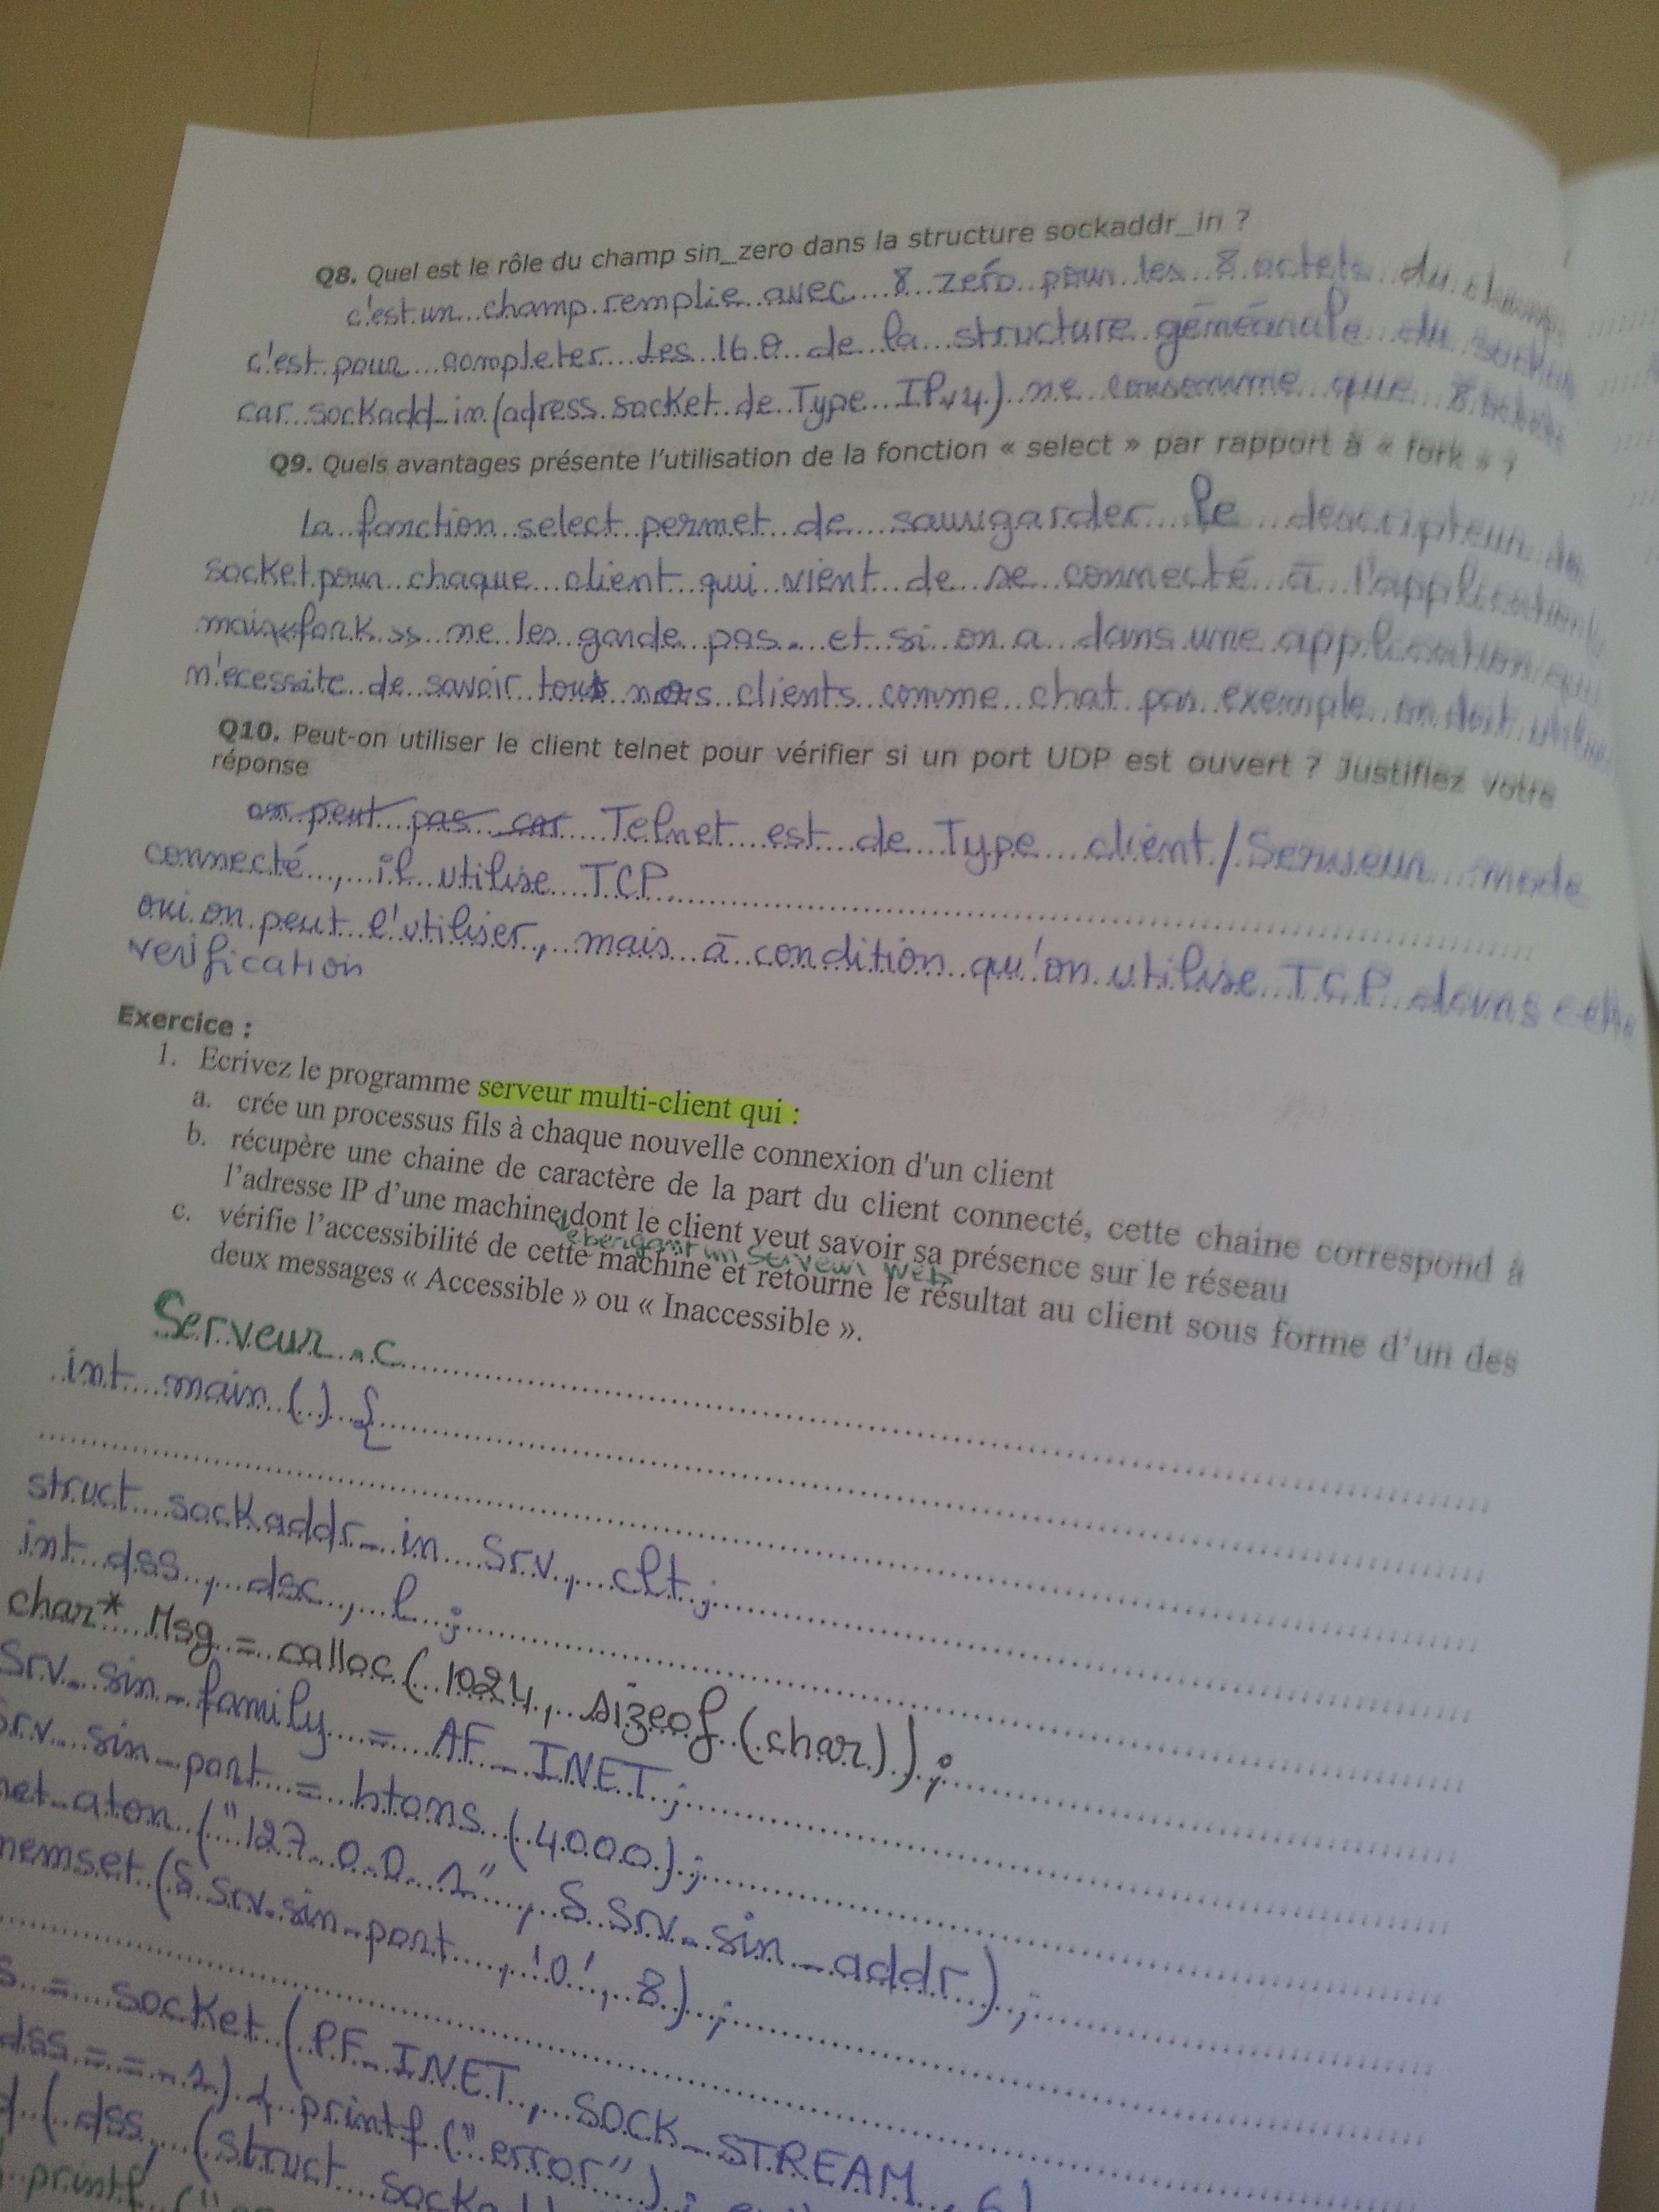 Q8. Quel est le rôle du champ sin_zero dans la structure sockaddr_in ?
c'est un champ remplie avec 8 zéro pour les 8 octets du champ
c'est pour completer les 16 O de la structure du
car sockadd_in (adress socket de Type IPv4) ne consomme que 8
Q9. Quels avantages présente l'utilisation de la fonction « select » par rapport à « fork » ?
La fonction select permet de sauvgarder le descripteur de
socket pour chaque client qui vient de se connecté à l'application
mais « fork » ne les garde pas. et si on a dans une application qui
n'ecessite de savoir tous nos clients comme chat par exemple on doit
Q10. Peut-on utiliser le client telnet pour vérifier si un port UDP est ouvert ? Justifiez votre
réponse
on peut pas car Telnet est de Type client/Serveur mode
connecté, il utilise TCP
oui on peut l'utiliser, mais à condition qu'on utilise TCP dans cette
verification
Exercice :
1. Ecrivez le programme serveur multi-client qui :
a. crée un processus fils à chaque nouvelle connexion d'un client
b. récupère une chaine de caractère de la part du client connecté, cette chaine correspond à
l'adresse IP d'une machine dont le client veut savoir sa présence sur le réseau
ébergant un Serveur Web
c. vérifie l'accessibilité de cette machine et retourne le résultat au client sous forme d'un des
deux messages « Accessible » ou « Inaccessible ».
Serveur.c
int main () {
struct sockaddr_in Srv, clt;
int dss, dsc, l;
char* Msg = calloc (1024, sizeof (char));
Srv. sin_family = AF_INET;
Srv. sin_port = htons (4000);
net_aton ("127.0.0.1", & Srv. sin_addr);
memset (& Srv. sin_port, '0', 8);
s = socket (PF_INET, SOCK_STREAM, 6)
dss == -1) { printf ("error");
d ( dss, (struct
printf ("